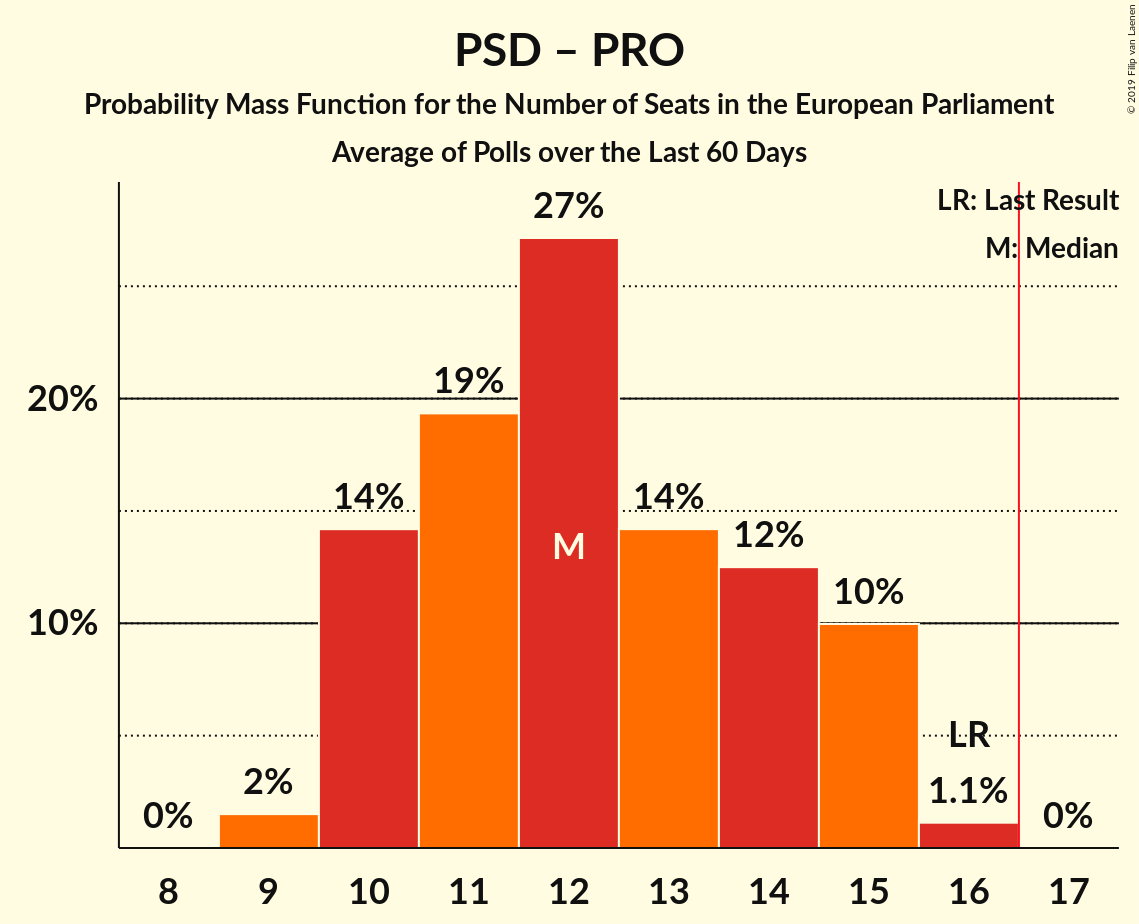 PSD – PRO
Probability Mass Function for the Number of Seats in the European Parliament
Average of Polls over the Last 60 Days
© 2019 Filip van Laenen
LR: Last Result
M: Median
27%
19%
20%
14%
14%
12%
M
10%
10%
LR
2%
1.1%
0%
0%
8 9 10 11 12 13 14 15 16 17